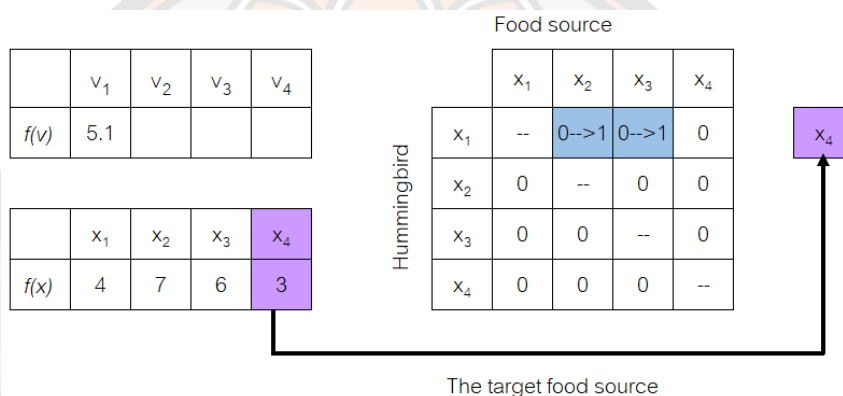 Food source
v1 v2 v3 v4
f(v) 5.1
x1 x2 x3 x4
f(x) 4 7 6 3
Hummingbird
x1 x2 x3 x4
x1 -- 0-->1 0-->1 0
x2 0 -- 0 0
x3 0 0 -- 0
x4 0 0 0 --
x4
The target food source